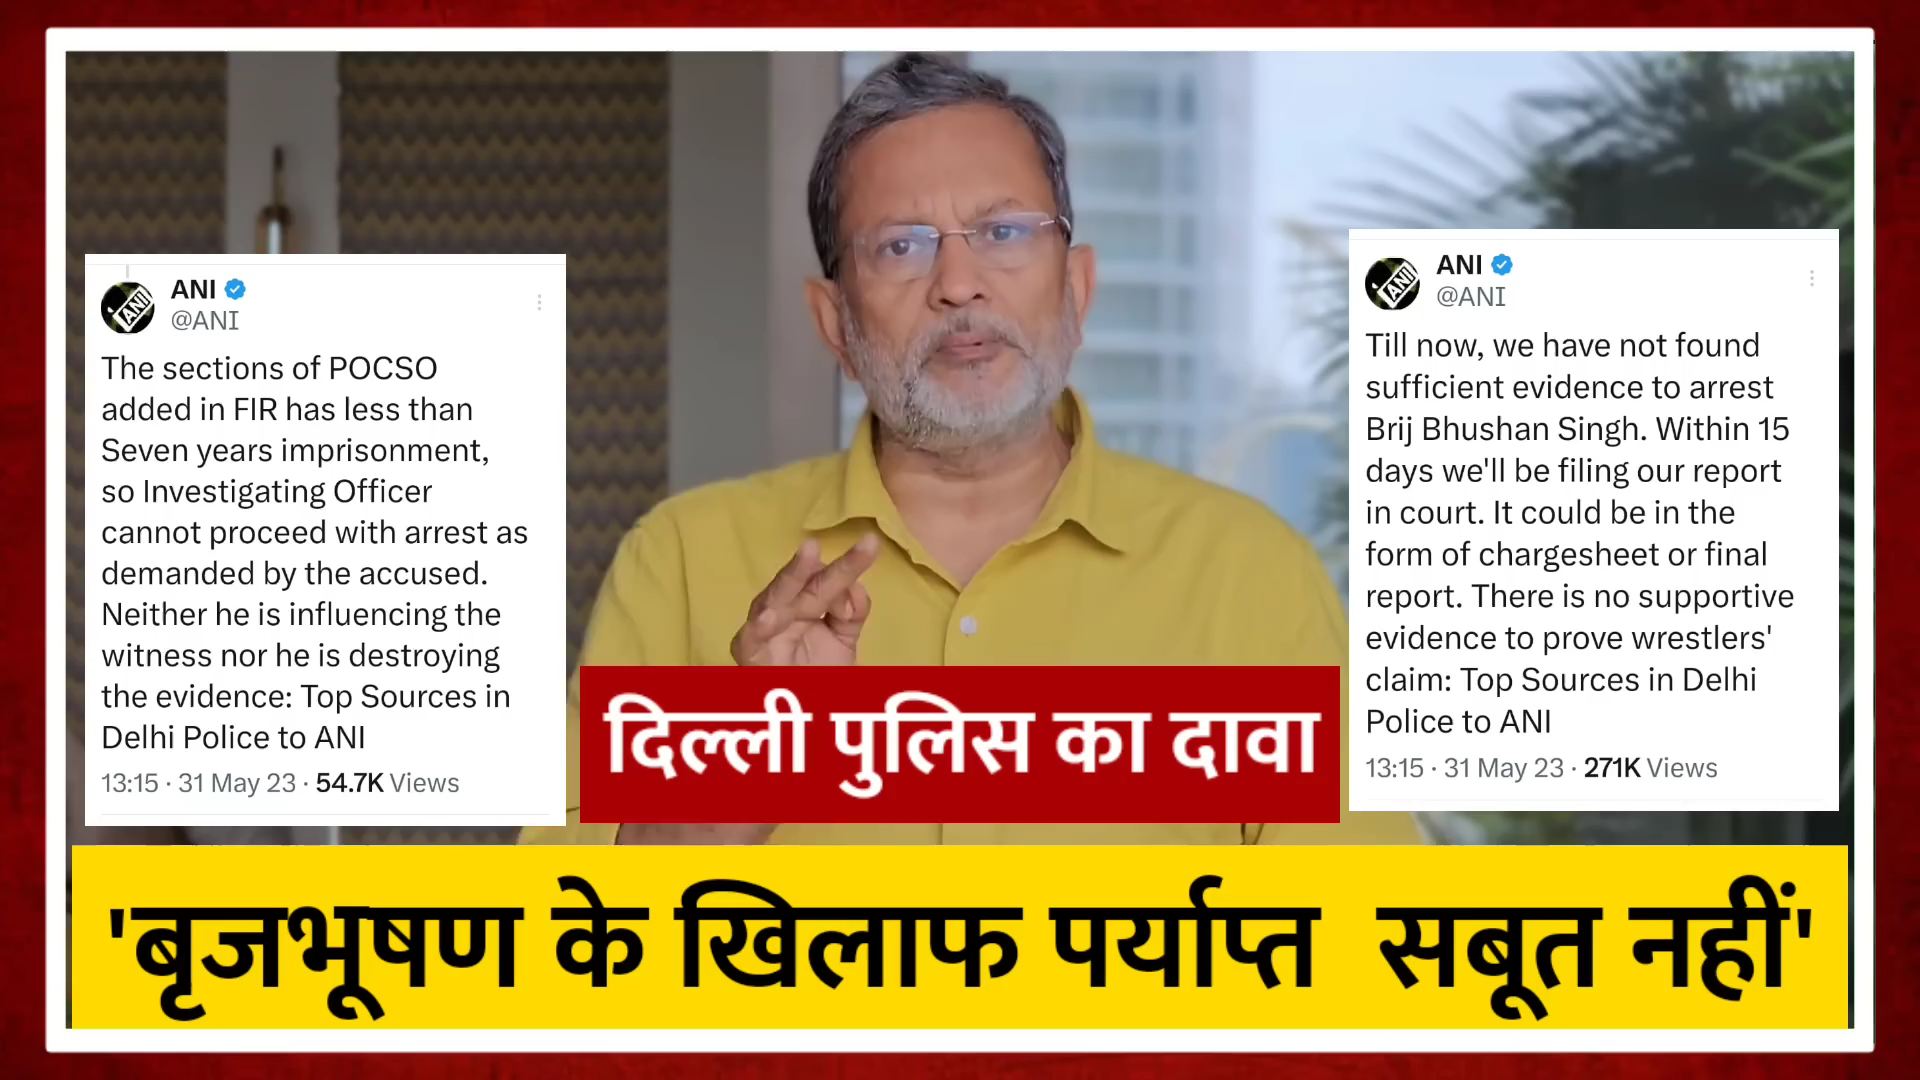 ANI
@ANI
The sections of POCSO
added in FIR has less than
Seven years imprisonment,
so Investigating Officer
cannot proceed with arrest as
demanded by the accused.
Neither he is influencing the
witness nor he is destroying
the evidence: Top Sources in
Delhi Police to ANI
13:15 · 31 May 23 · 54.7K Views
ANI
@ANI
Till now, we have not found
sufficient evidence to arrest
Brij Bhushan Singh. Within 15
days we'll be filing our report
in court. It could be in the
form of chargesheet or final
report. There is no supportive
evidence to prove wrestlers'
claim: Top Sources in Delhi
Police to ANI
13:15 · 31 May 23 · 271K Views
दिल्ली पुलिस का दावा
'बृजभूषण के खिलाफ पर्याप्त सबूत नहीं'